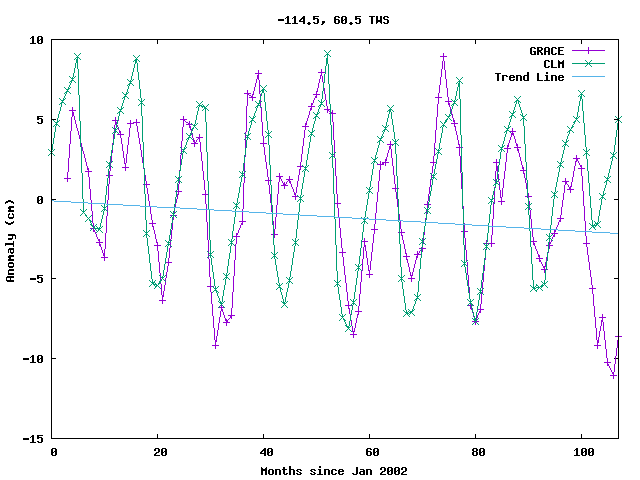 -114.5, 60.5 TWS
GRACE
CLM
Trend Line
10
5
0
-5
-10
-15
Anomaly (cm)
0 20 40 60 80 100
Months since Jan 2002